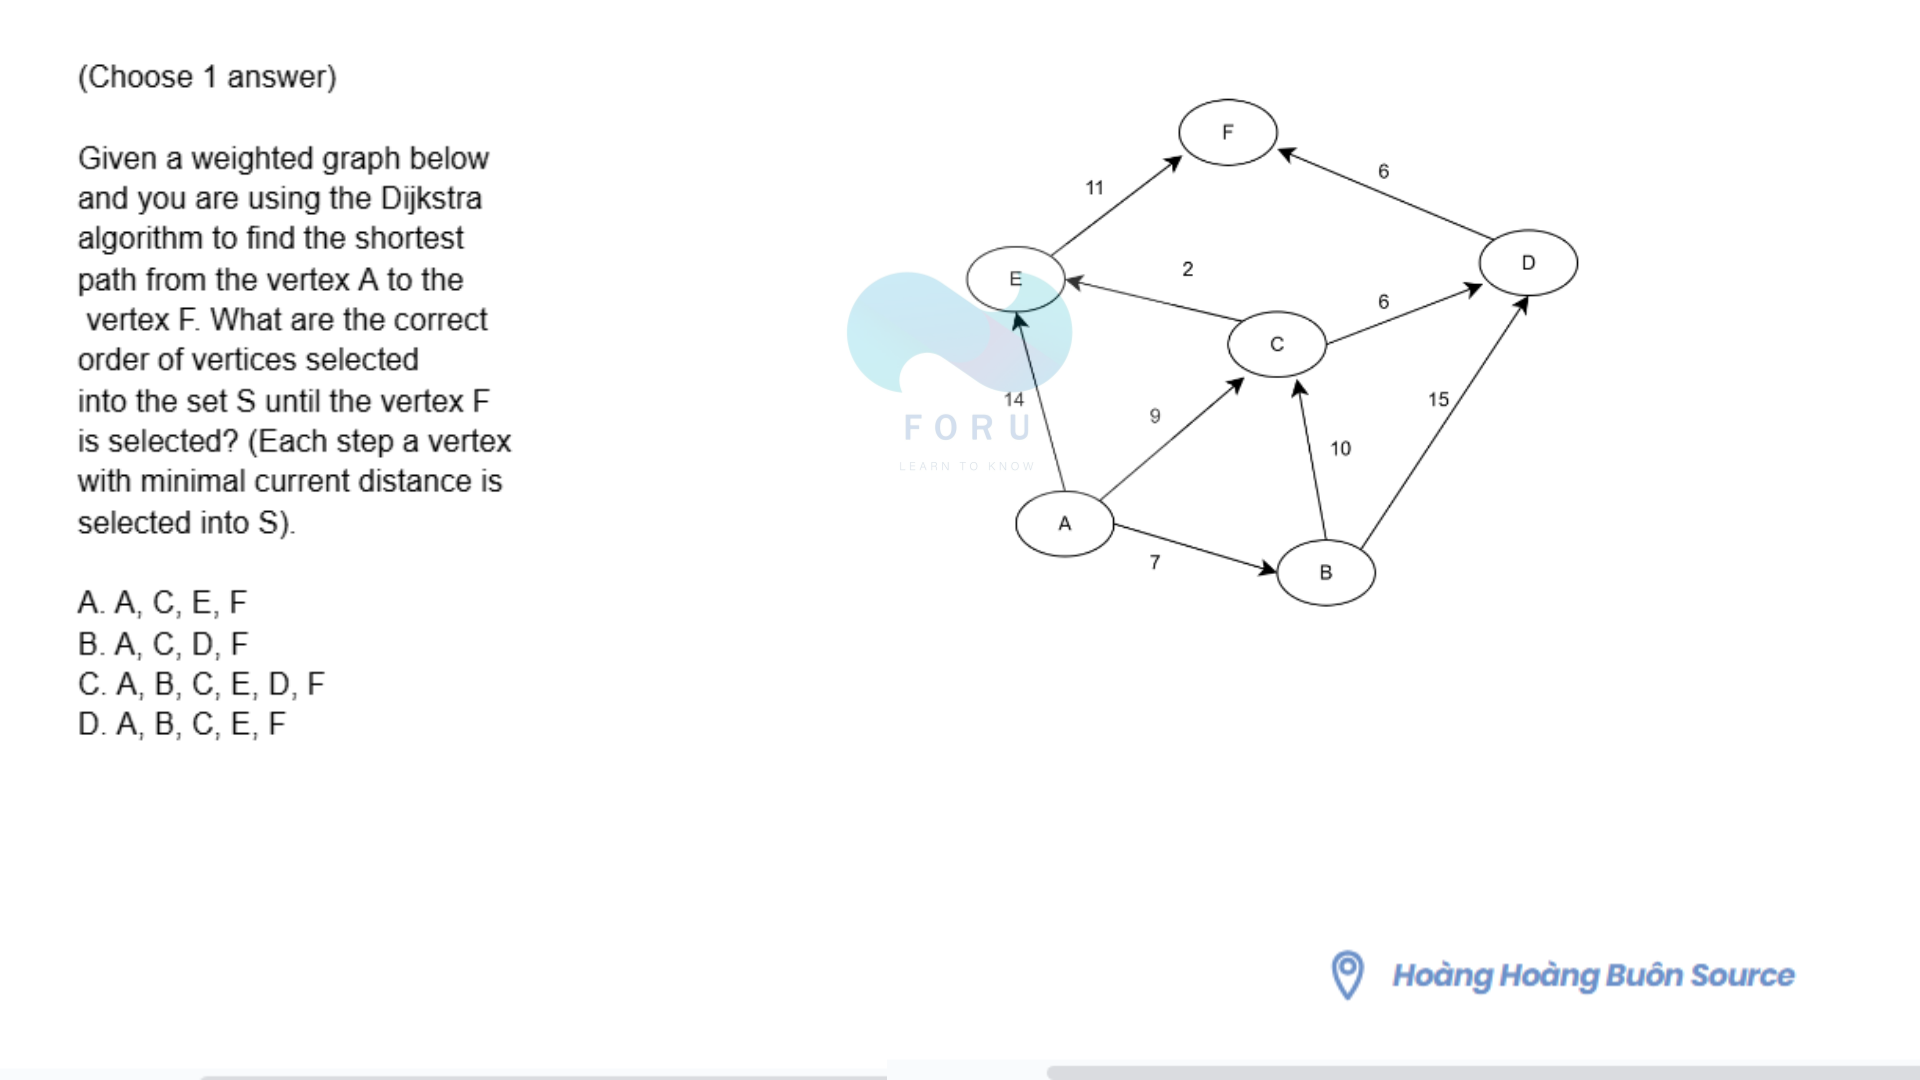 (Choose 1 answer)
Given a weighted graph below
and you are using the Dijkstra
algorithm to find the shortest
path from the vertex A to the
vertex F. What are the correct
order of vertices selected
into the set S until the vertex F
is selected? (Each step a vertex
with minimal current distance is
selected into S).
A. A, C, E, F
B. A, C, D, F
C. A, B, C, E, D, F
D. A, B, C, E, F
F
6
11
D
2
E
6
C
14
15
9
FORU
10
LEARN TO KNOW
A
7
B
Hoàng Hoàng Buôn Source